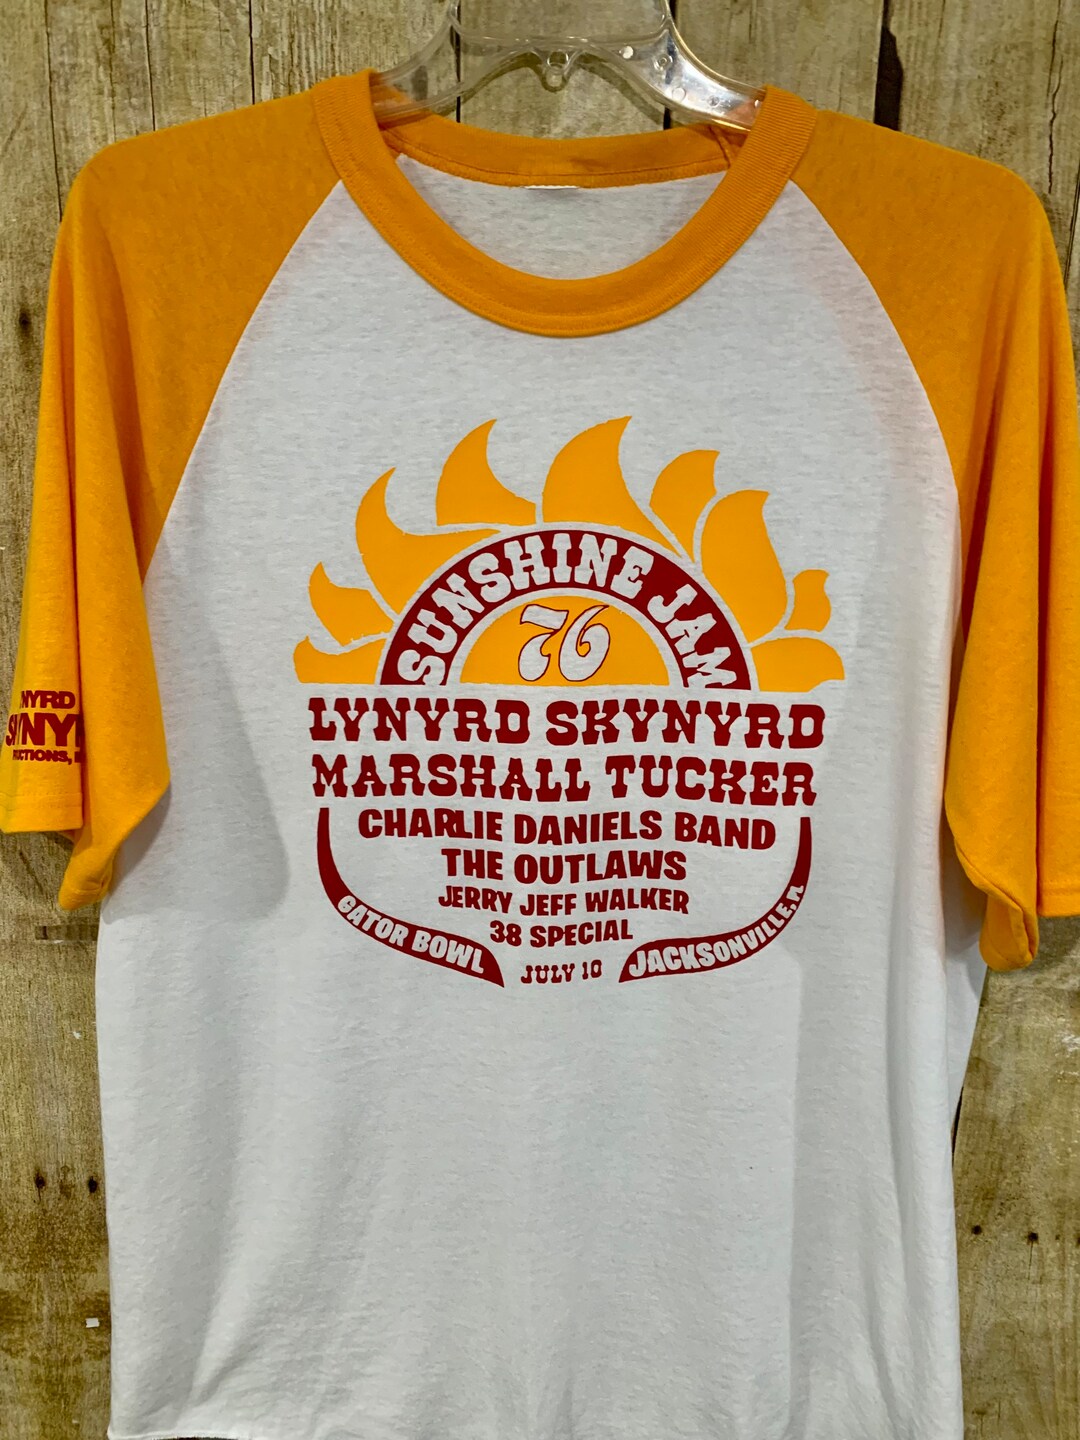 SUNSHINE JAM
76
LYNYRD SKYNYRD
MARSHALL TUCKER
CHARLIE DANIELS BAND
THE OUTLAWS
JERRY JEFF WALKER
38 SPECIAL
GATOR BOWL
JULY 10
JACKSONVILLE,
NYRD